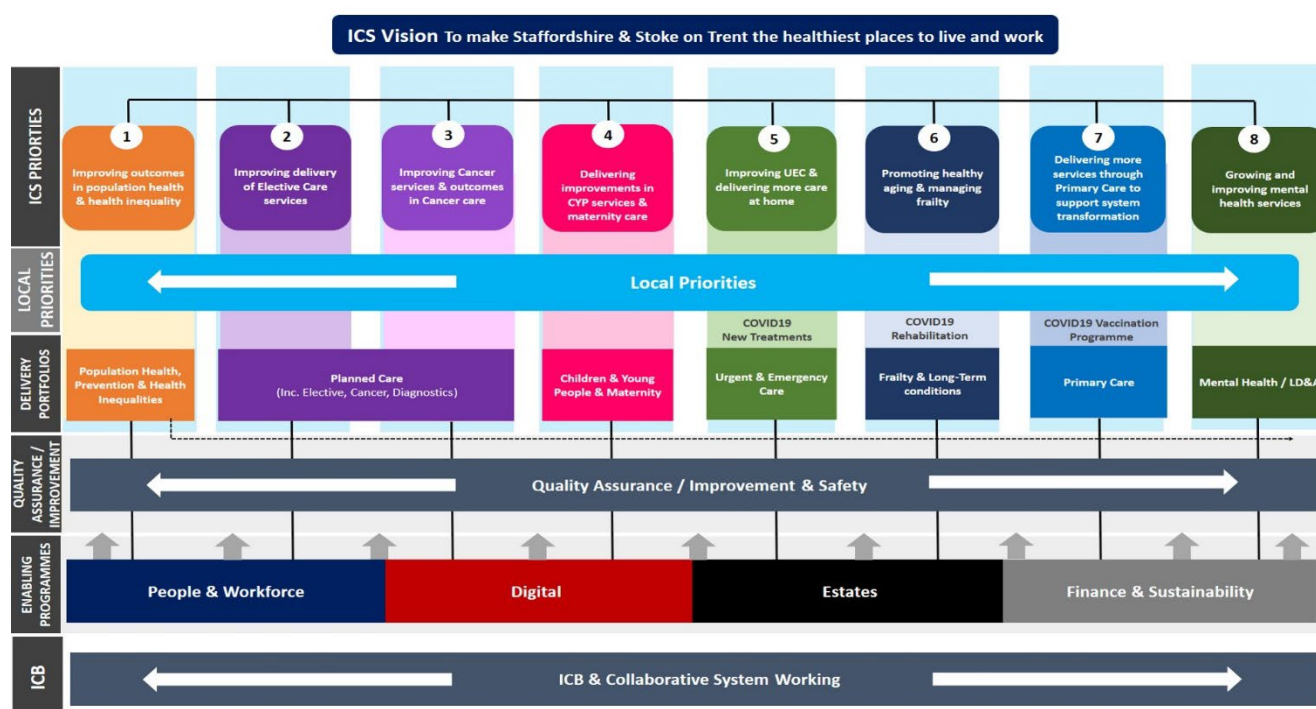 ICS Vision To make Staffordshire & Stoke on Trent the healthiest places to live and work
ICS PRIORTIES
1
Improving outcomes
in population health
& health inequality
2
Improving delivery
of Elective Care
services
3
Improving Cancer
services & outcomes
in Cancer care
4
Delivering
improvements in
CYP services &
maternity care
5
Improving UEC &
delivering more care
at home
6
Promoting healthy
aging & managing
frailty
7
Delivering more
services through
Primary Care to
support system
transformation
8
Growing and
improving mental
health services
LOCAL
PRIORITIES
Local Priorities
COVID19
New Treatments
COVID19
Rehabilitation
COVID19 Vaccination
Programme
DELIVERY
PORTFOLIOS
Population Health,
Prevention & Health
Inequalities
Planned Care
(Inc. Elective, Cancer, Diagnostics)
Children & Young
People & Maternity
Urgent & Emergency
Care
Frailty & Long-Term
conditions
Primary Care
Mental Health / LD&A
QUALITY
ASSURANCE /
IMPROVEMENT
Quality Assurance / Improvement & Safety
ENABLING
PROGRAMMES
People & Workforce
Digital
Estates
Finance & Sustainability
ICB
ICB & Collaborative System Working